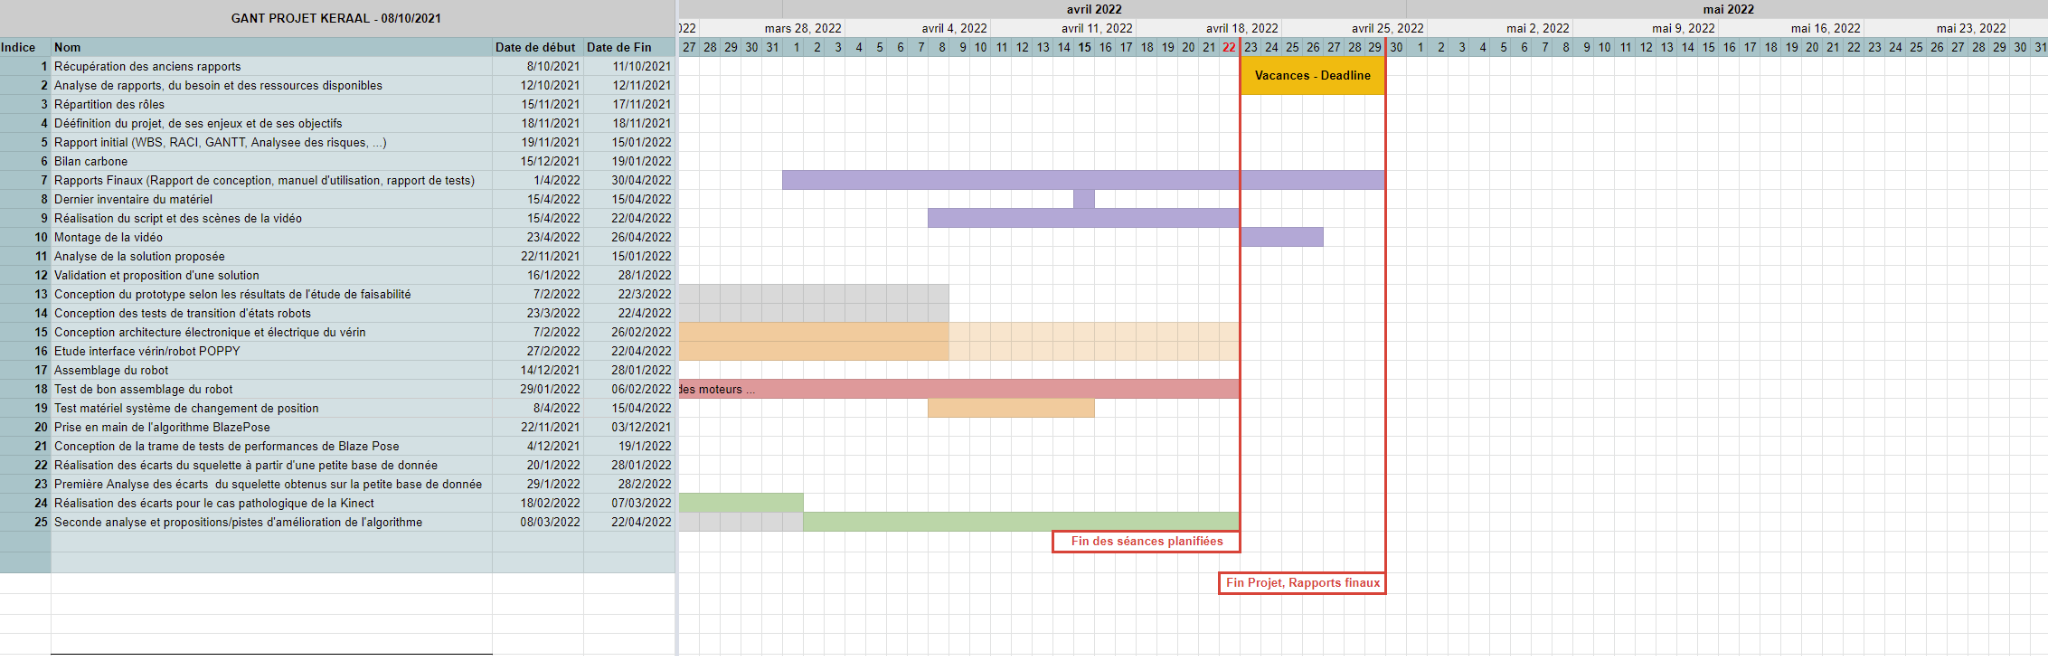 GANT PROJET KERAAL - 08/10/2021
avril 2022 mai 2022
022 mars 28, 2022 avril 4, 2022 avril 11, 2022 avril 18, 2022 avril 25, 2022 mai 2, 2022 mai 9, 2022 mai 16, 2022 mai 23, 2022
Indice Nom Date de début Date de Fin 27 28 29 30 31 1 2 3 4 5 6 7 8 9 10 11 12 13 14 15 16 17 18 19 20 21 22 23 24 25 26 27 28 29 30 1 2 3 4 5 6 7 8 9 10 11 12 13 14 15 16 17 18 19 20 21 22 23 24 25 26 27 28 29 30 31
1 Récupération des anciens rapports 8/10/2021 11/10/2021
Vacances - Deadline
2 Analyse de rapports, du besoin et des ressources disponibles 12/10/2021 12/11/2021
3 Répartition des rôles 15/11/2021 17/11/2021
4 Dééfinition du projet, de ses enjeux et de ses objectifs 18/11/2021 18/11/2021
5 Rapport initial (WBS, RACI, GANTT, Analysee des risques, ...) 19/11/2021 15/01/2022
6 Bilan carbone 15/12/2021 19/01/2022
7 Rapports Finaux (Rapport de conception, manuel d'utilisation, rapport de tests) 1/4/2022 30/04/2022
8 Dernier inventaire du matériel 15/4/2022 15/04/2022
9 Réalisation du script et des scènes de la vidéo 15/4/2022 22/04/2022
10 Montage de la vidéo 23/4/2022 26/04/2022
11 Analyse de la solution proposée 22/11/2021 15/01/2022
12 Validation et proposition d'une solution 16/1/2022 28/1/2022
13 Conception du prototype selon les résultats de l'étude de faisabilité 7/2/2022 22/3/2022
14 Conception des tests de transition d'états robots 23/3/2022 22/4/2022
15 Conception architecture électronique et électrique du vérin 7/2/2022 26/02/2022
16 Etude interface vérin/robot POPPY 27/2/2022 22/04/2022
17 Assemblage du robot 14/12/2021 28/01/2022
18 Test de bon assemblage du robot 29/01/2022 06/02/2022 des moteurs ...
19 Test matériel système de changement de position 8/4/2022 15/04/2022
20 Prise en main de l'algorithme BlazePose 22/11/2021 03/12/2021
21 Conception de la trame de tests de performances de Blaze Pose 4/12/2021 19/1/2022
22 Réalisation des écarts du squelette à partir d'une petite base de donnée 20/1/2022 28/01/2022
23 Première Analyse des écarts du squelette obtenus sur la petite base de donnée 29/1/2022 28/2/2022
24 Réalisation des écarts pour le cas pathologique de la Kinect 18/02/2022 07/03/2022
25 Seconde analyse et propositions/pistes d'amélioration de l'algorithme 08/03/2022 22/04/2022
Fin des séances planifiées
Fin Projet, Rapports finaux